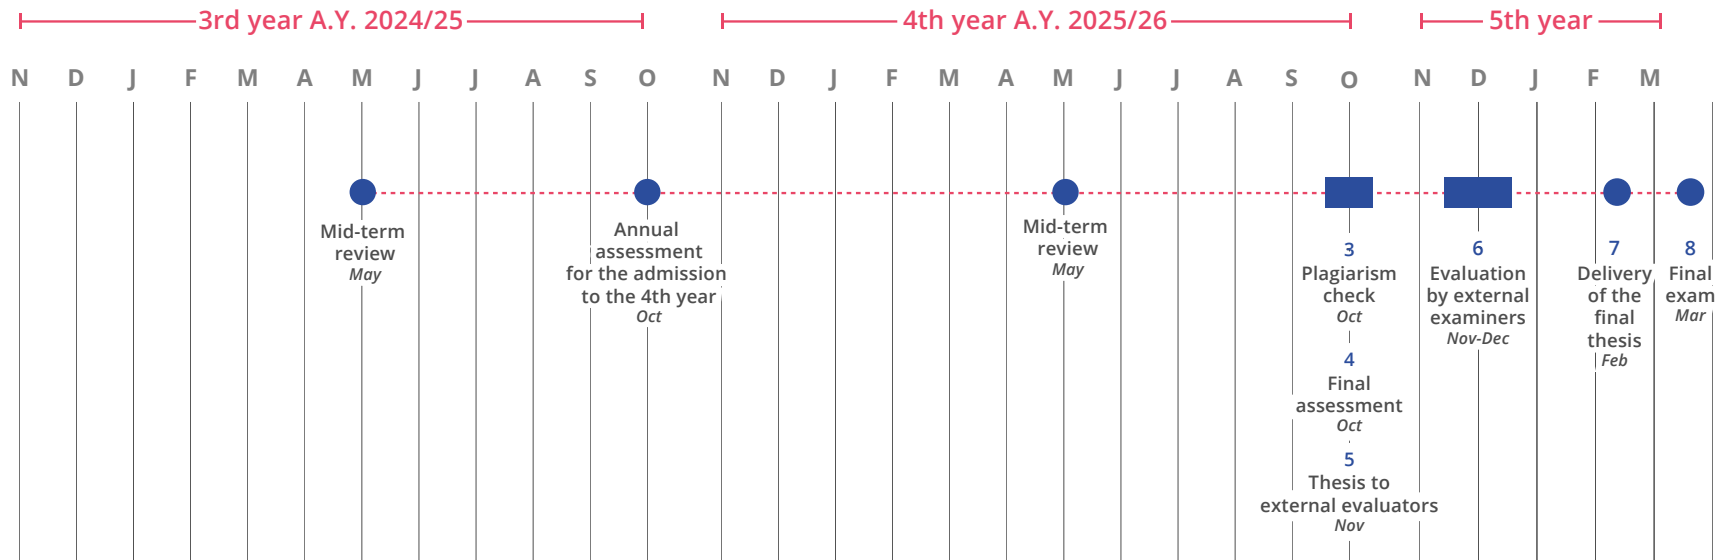 3rd year A.Y. 2024/25
4th year A.Y. 2025/26
5th year
N D J F M A M J J A S O N D J F M A M J J A S O N D J F M
Mid-term
review
May
Annual
assessment
for the admission
to the 4th year
Oct
Mid-term
review
May
3
Plagiarism
check
Oct
4
Final
assessment
Oct
5
Thesis to
external evaluators
Nov
6
Evaluation
by external
examiners
Nov-Dec
7
Delivery
of the
final
thesis
Feb
8
Final
exam
Mar